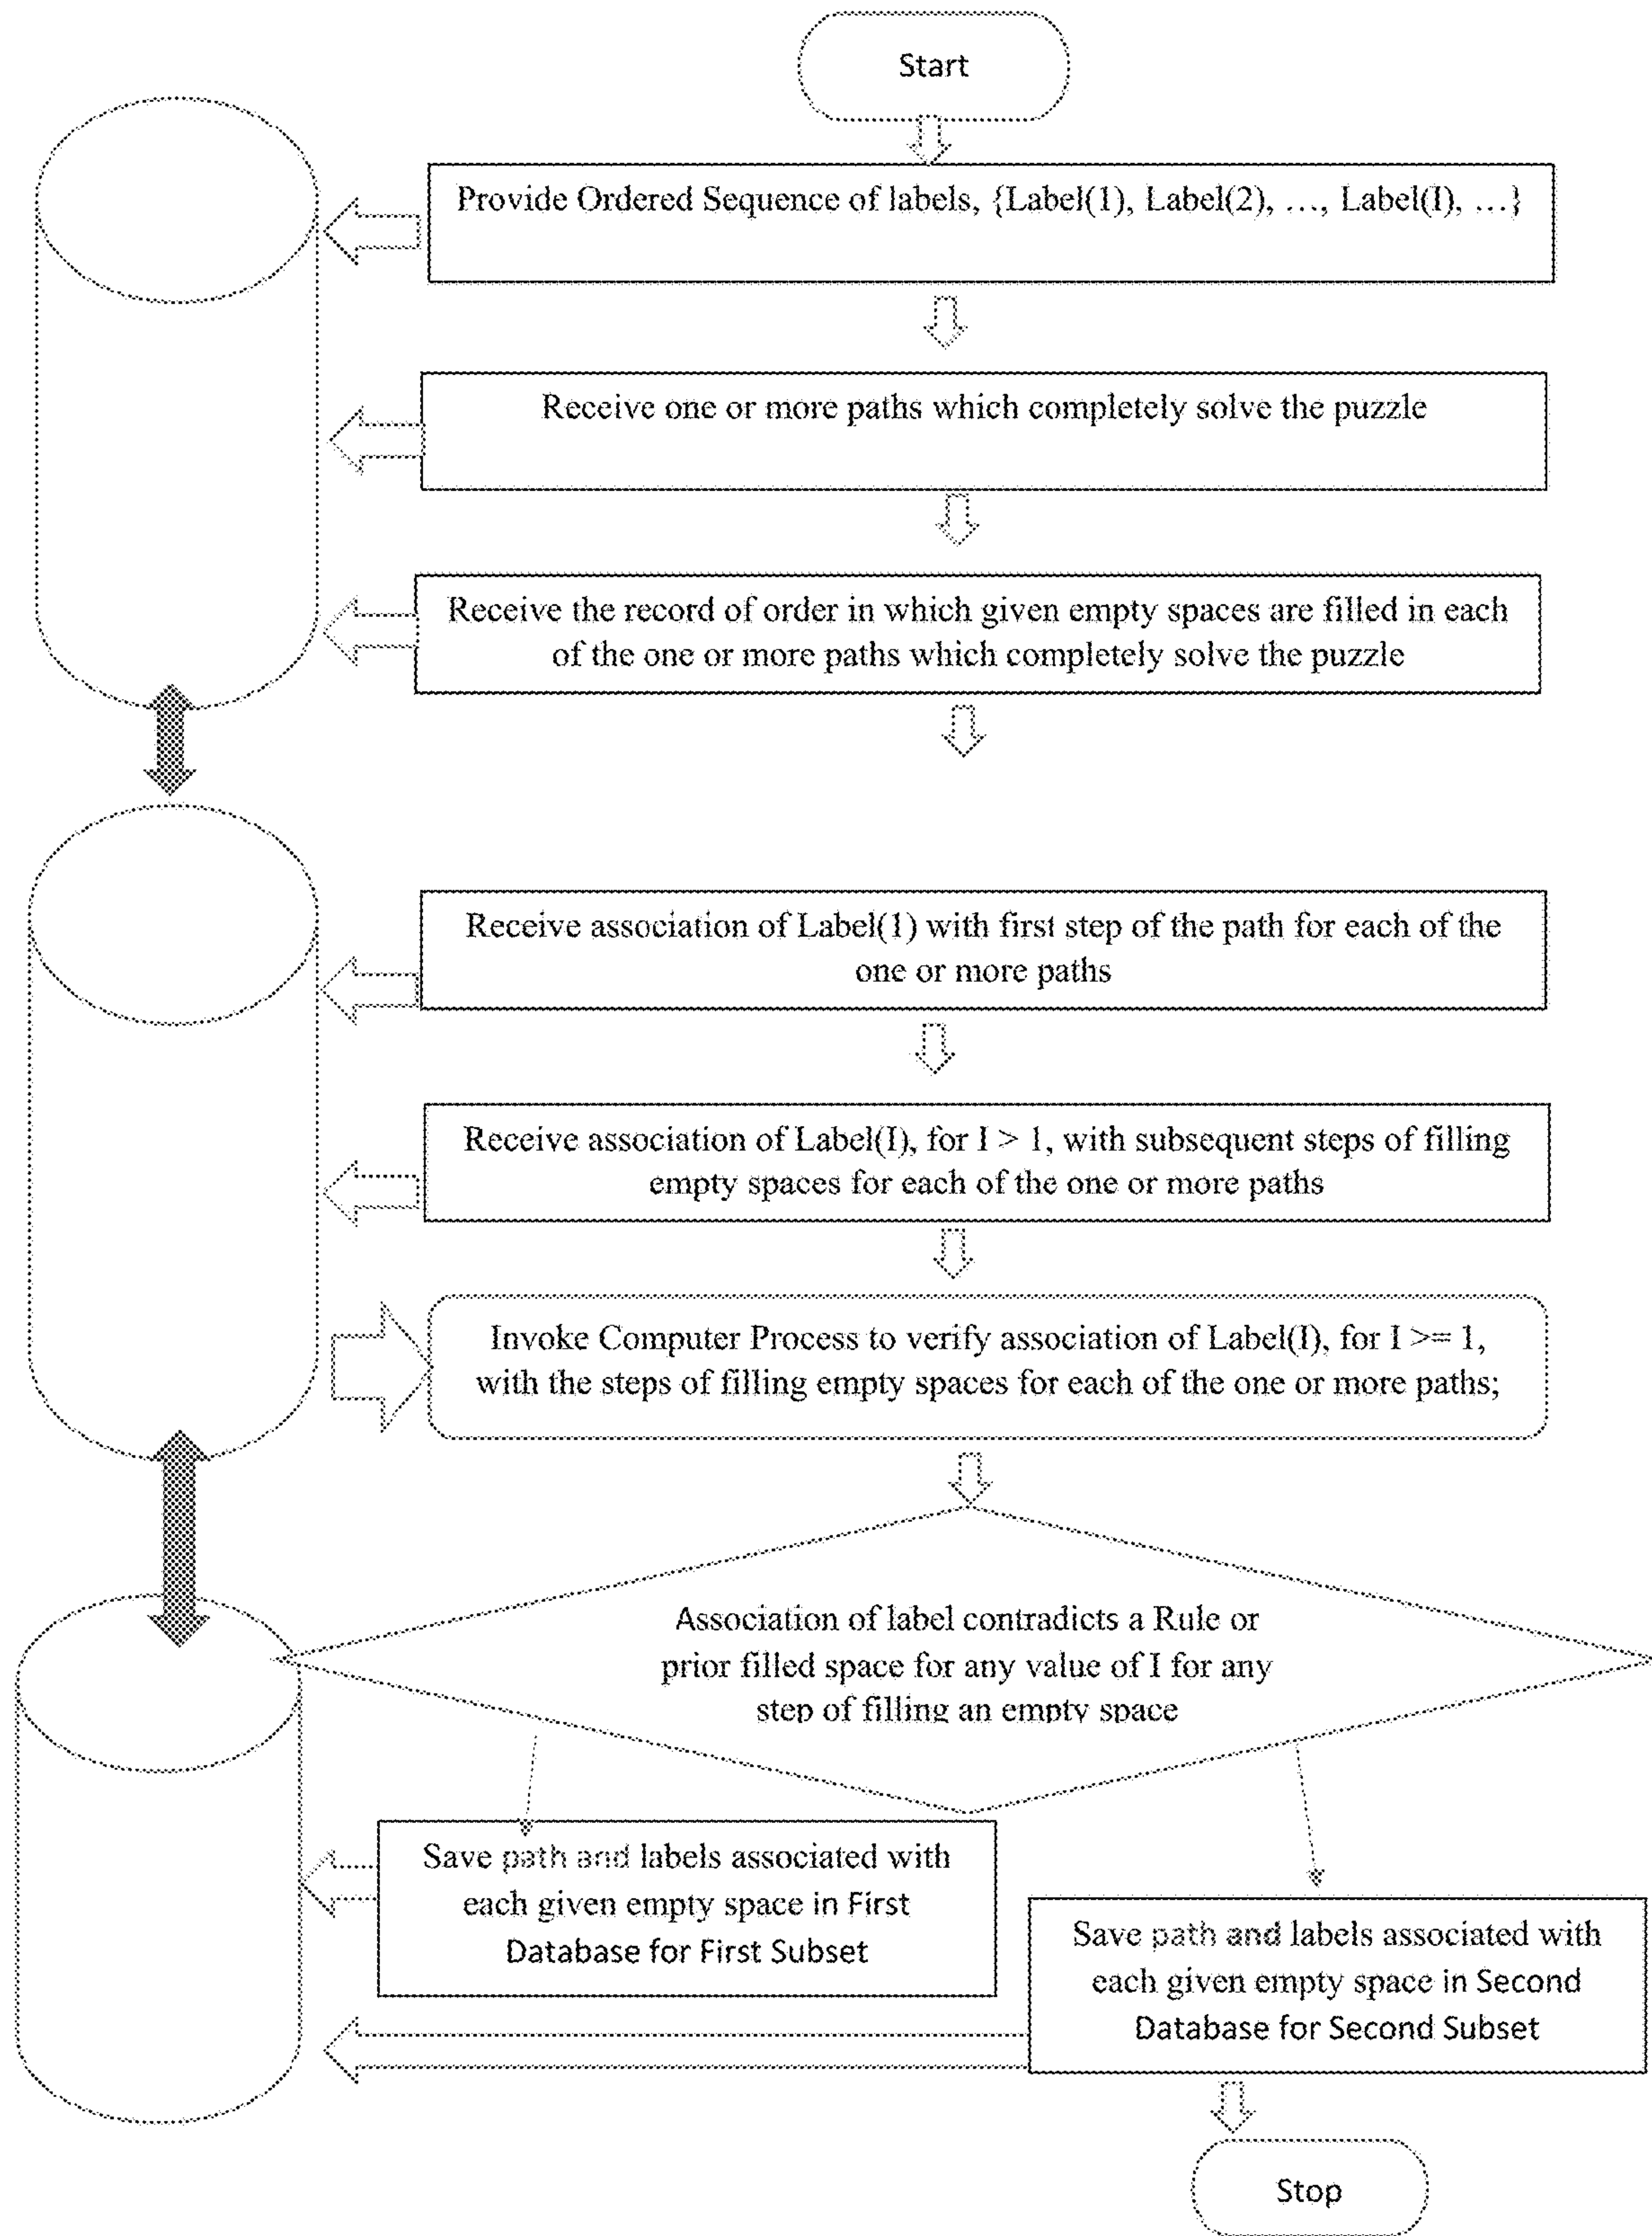 Start
Provide Ordered Sequence of labels, {Label(1), Label(2), …, Label(I), …}
Receive one or more paths which completely solve the puzzle
Receive the record of order in which given empty spaces are filled in each
of the one or more paths which completely solve the puzzle
Receive association of Label(1) with first step of the path for each of the
one or more paths
Receive association of Label(I), for I > 1, with subsequent steps of filling
empty spaces for each of the one or more paths
Invoke Computer Process to verify association of Label(I), for I >= 1,
with the steps of filling empty spaces for each of the one or more paths;
Association of label contradicts a Rule or
prior filled space for any value of I for any
step of filling an empty space
Save path and labels associated with
each given empty space in First
Database for First Subset
Save path and labels associated with
each given empty space in Second
Database for Second Subset
Stop